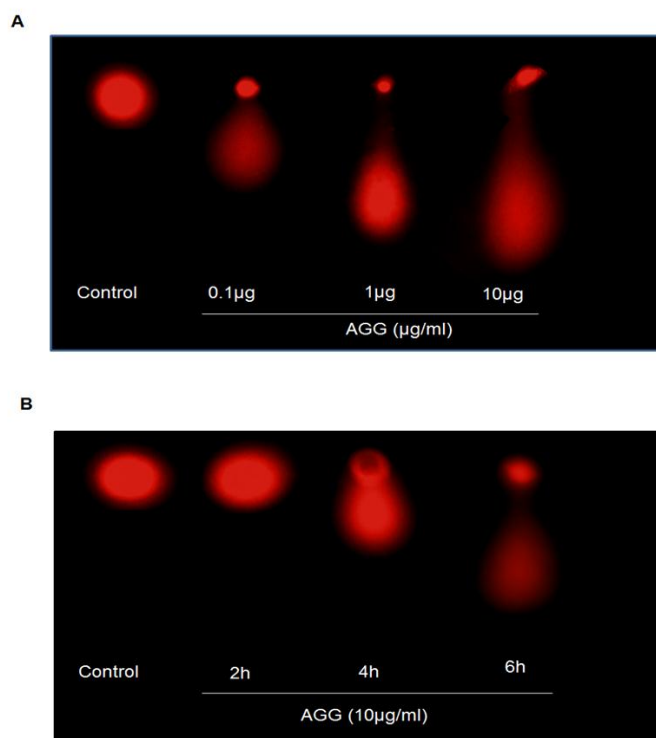 A
Control 0.1µg 1µg 10µg
AGG (µg/ml)
B
Control 2h 4h 6h
AGG (10µg/ml)